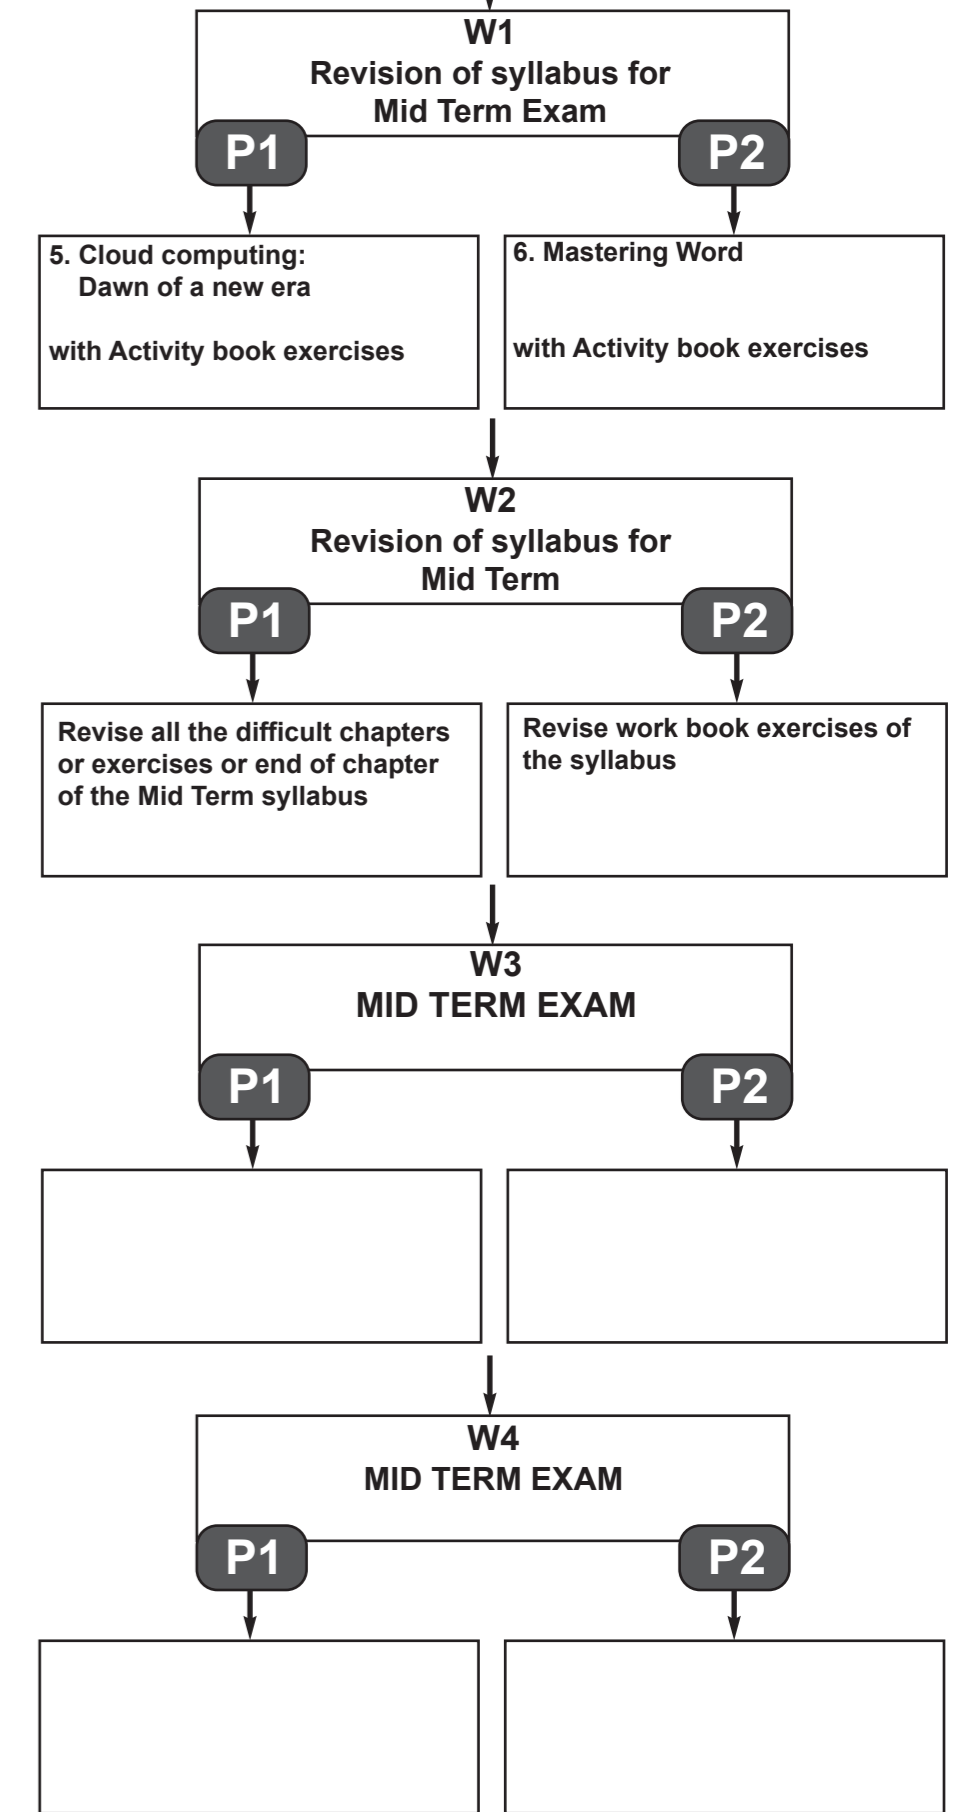 W1
Revision of syllabus for
Mid Term Exam
P1
P2
5. Cloud computing:
Dawn of a new era
with Activity book exercises
6. Mastering Word
with Activity book exercises
W2
Revision of syllabus for
Mid Term
P1
P2
Revise all the difficult chapters
or exercises or end of chapter
of the Mid Term syllabus
Revise work book exercises of
the syllabus
W3
MID TERM EXAM
P1
P2
W4
MID TERM EXAM
P1
P2